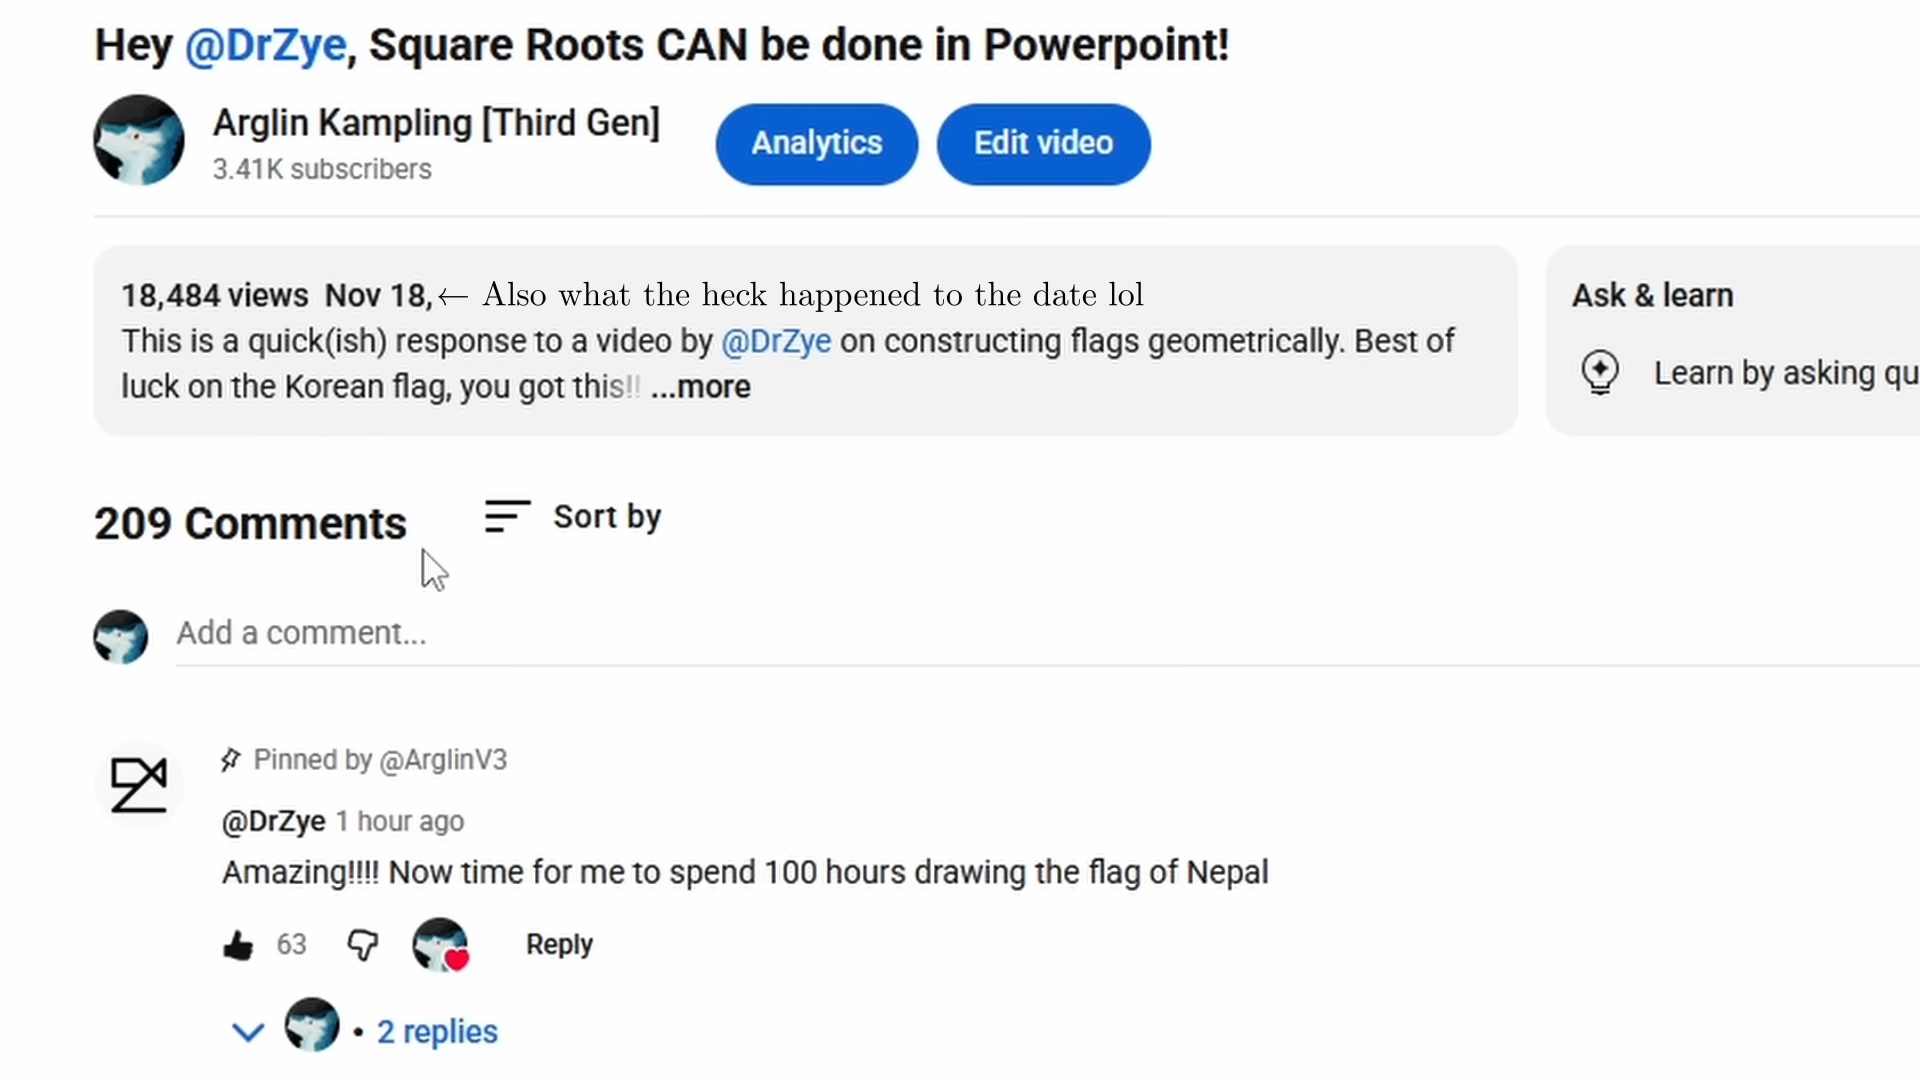 Hey @DrZye, Square Roots CAN be done in Powerpoint!
Arglin Kampling [Third Gen]
3.41K subscribers
Analytics
Edit video
18,484 views Nov 18, ← Also what the heck happened to the date lol
This is a quick(ish) response to a video by @DrZye on constructing flags geometrically. Best of
luck on the Korean flag, you got this!! ...more
Ask & learn
Learn by asking qu
209 Comments
Sort by
Add a comment...
Pinned by @ArglinV3
@DrZye 1 hour ago
Amazing!!!! Now time for me to spend 100 hours drawing the flag of Nepal
63
Reply
• 2 replies